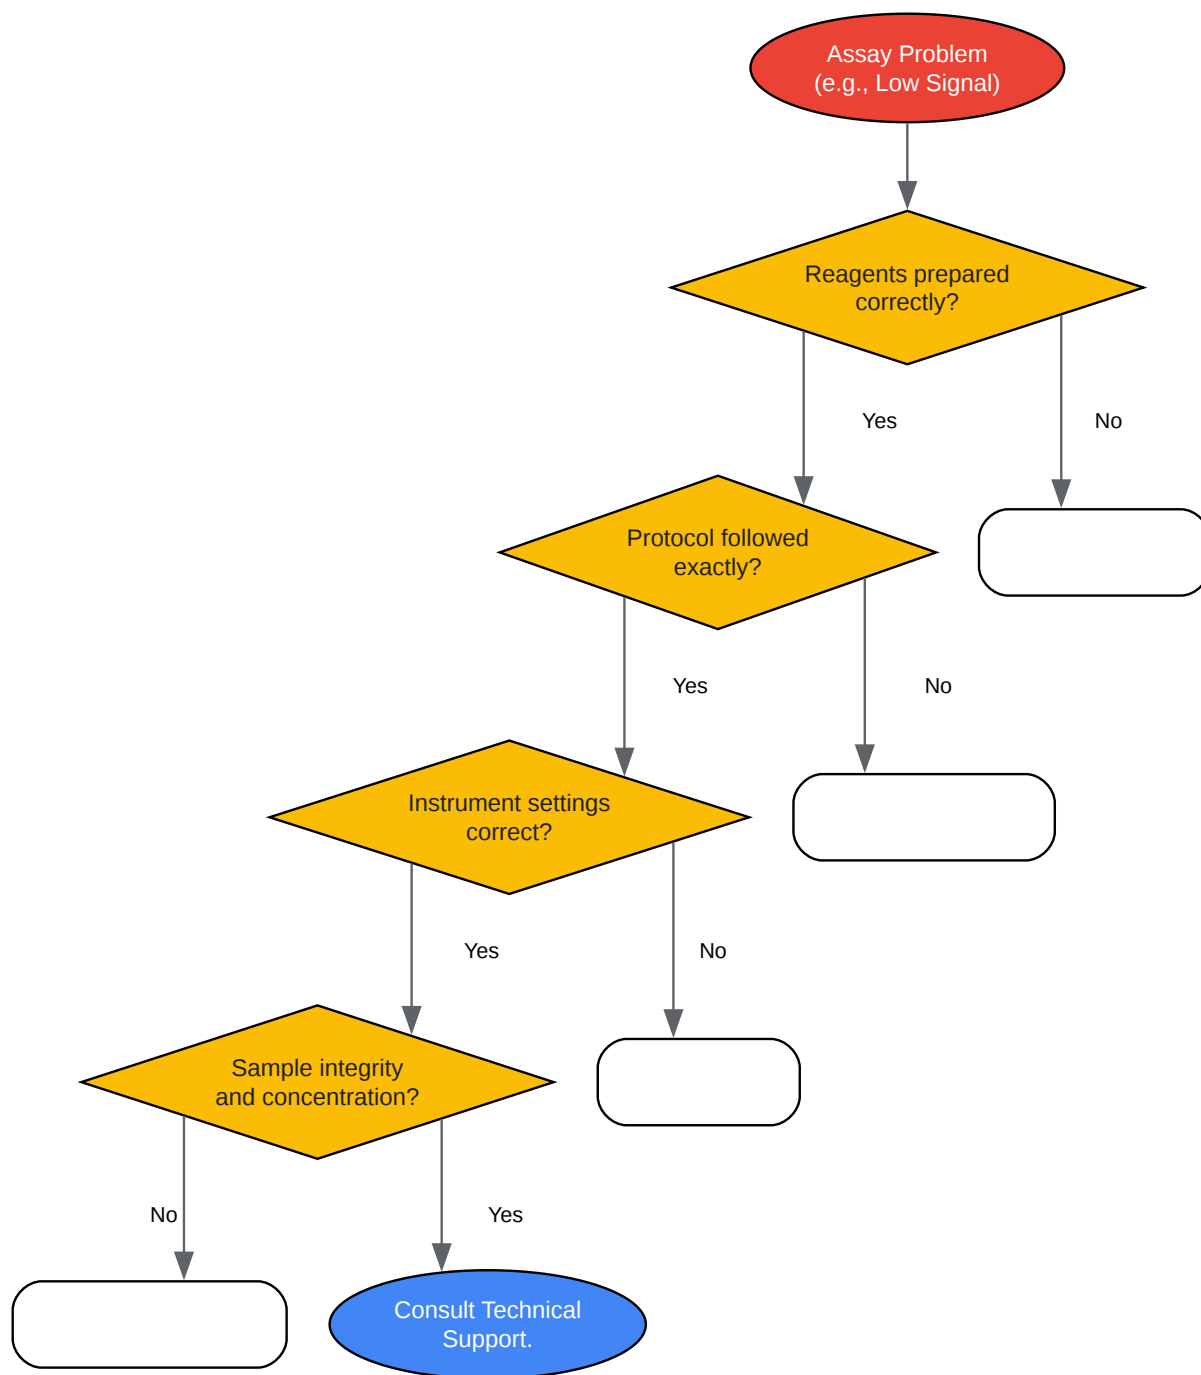 Assay Problem
(e.g., Low Signal)
Reagents prepared
correctly?
Yes
No
Protocol followed
exactly?
Yes
No
Instrument settings
correct?
Yes
No
Sample integrity
and concentration?
No
Yes
Consult Technical
Support.